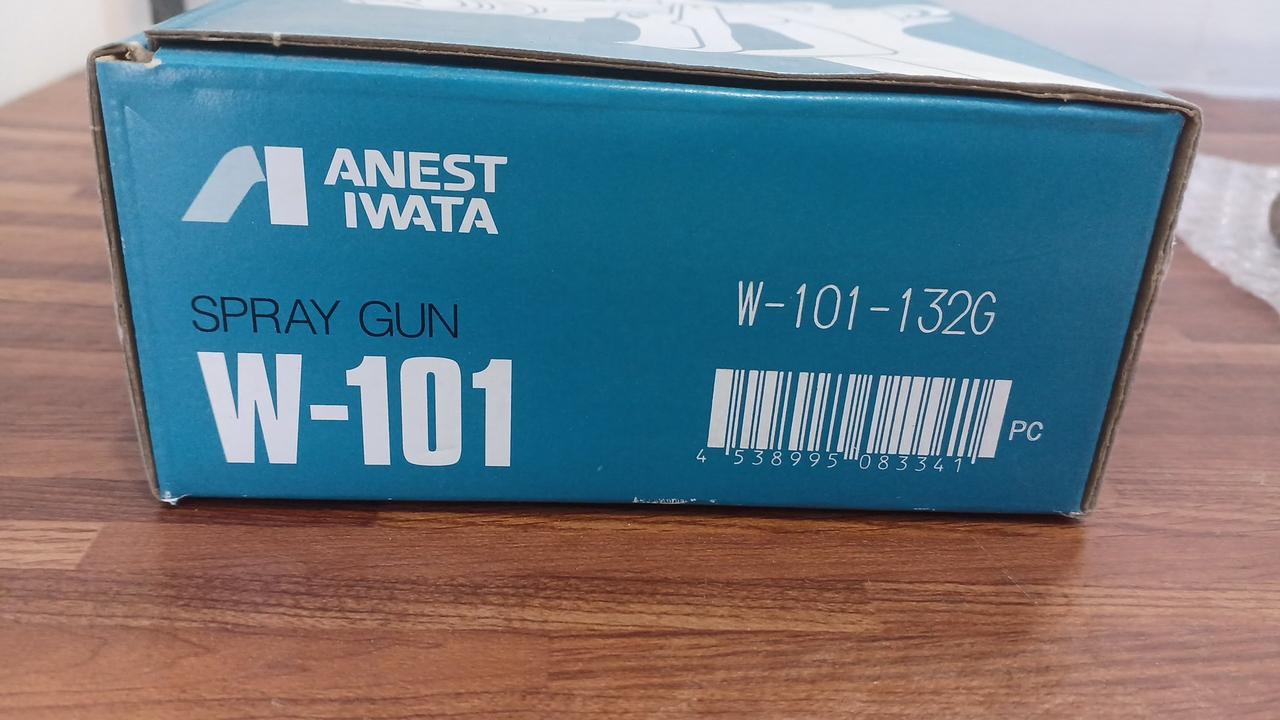 ANEST
IWATA
SPRAY GUN
W-101
W-101-132G
PC
4 538995 083341